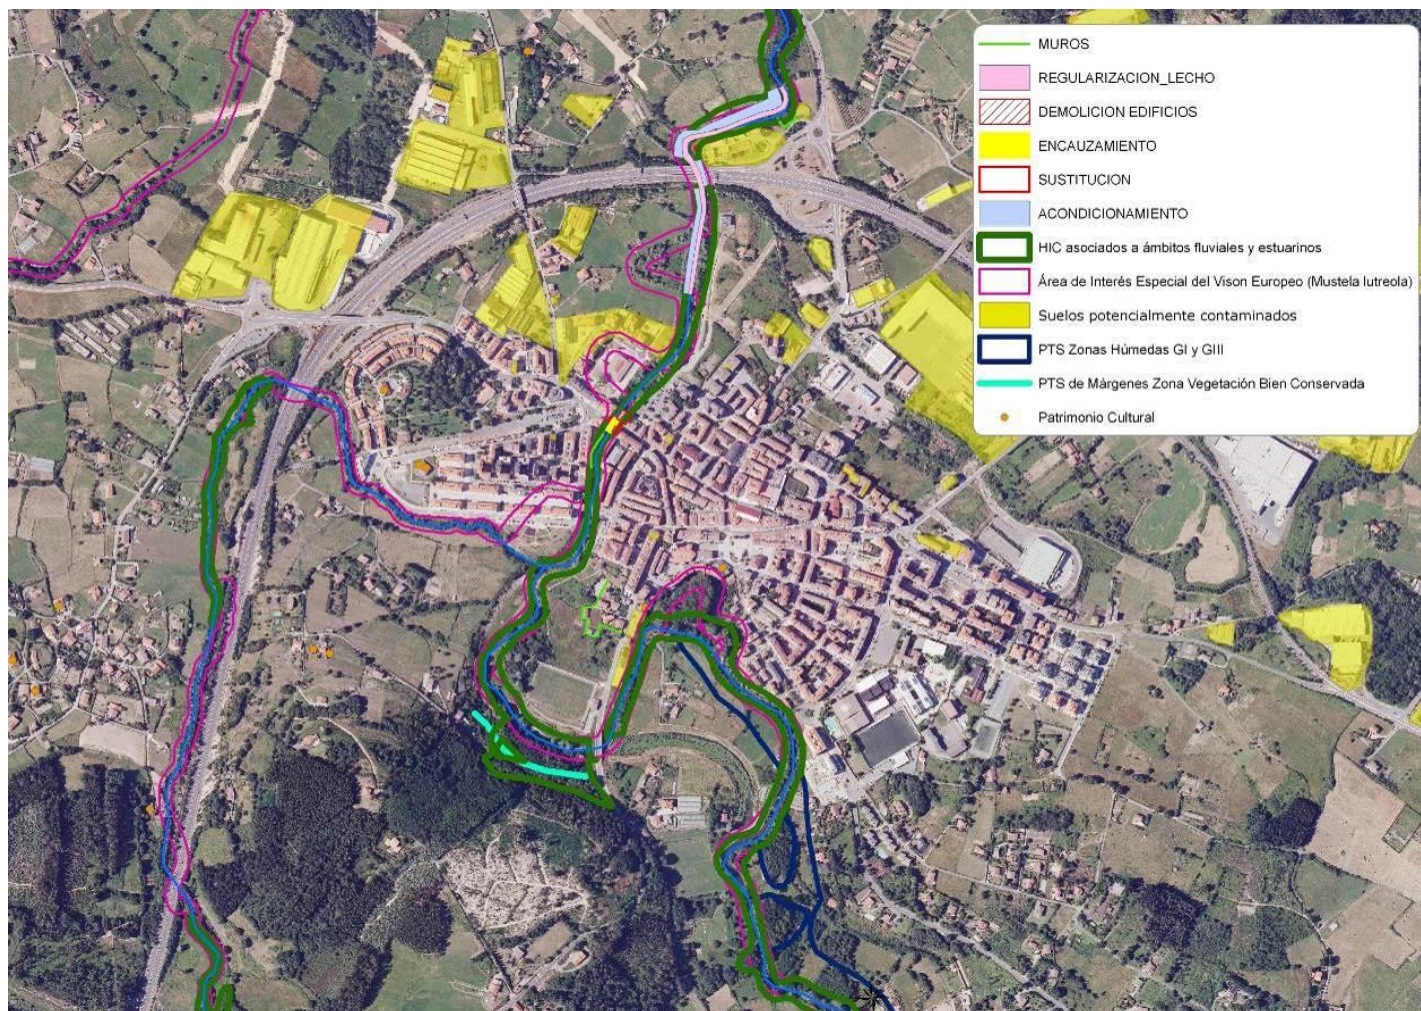 MUROS
REGULARIZACION_LECHO
DEMOLICION EDIFICIOS
ENCAUZAMIENTO
SUSTITUCION
ACONDICIONAMIENTO
HIC asociados a ámbitos fluviales y estuarinos
Área de Interés Especial del Vison Europeo (Mustela lutreola)
Suelos potencialmente contaminados
PTS Zonas Húmedas GI y GIII
PTS de Márgenes Zona Vegetación Bien Conservada
Patrimonio Cultural